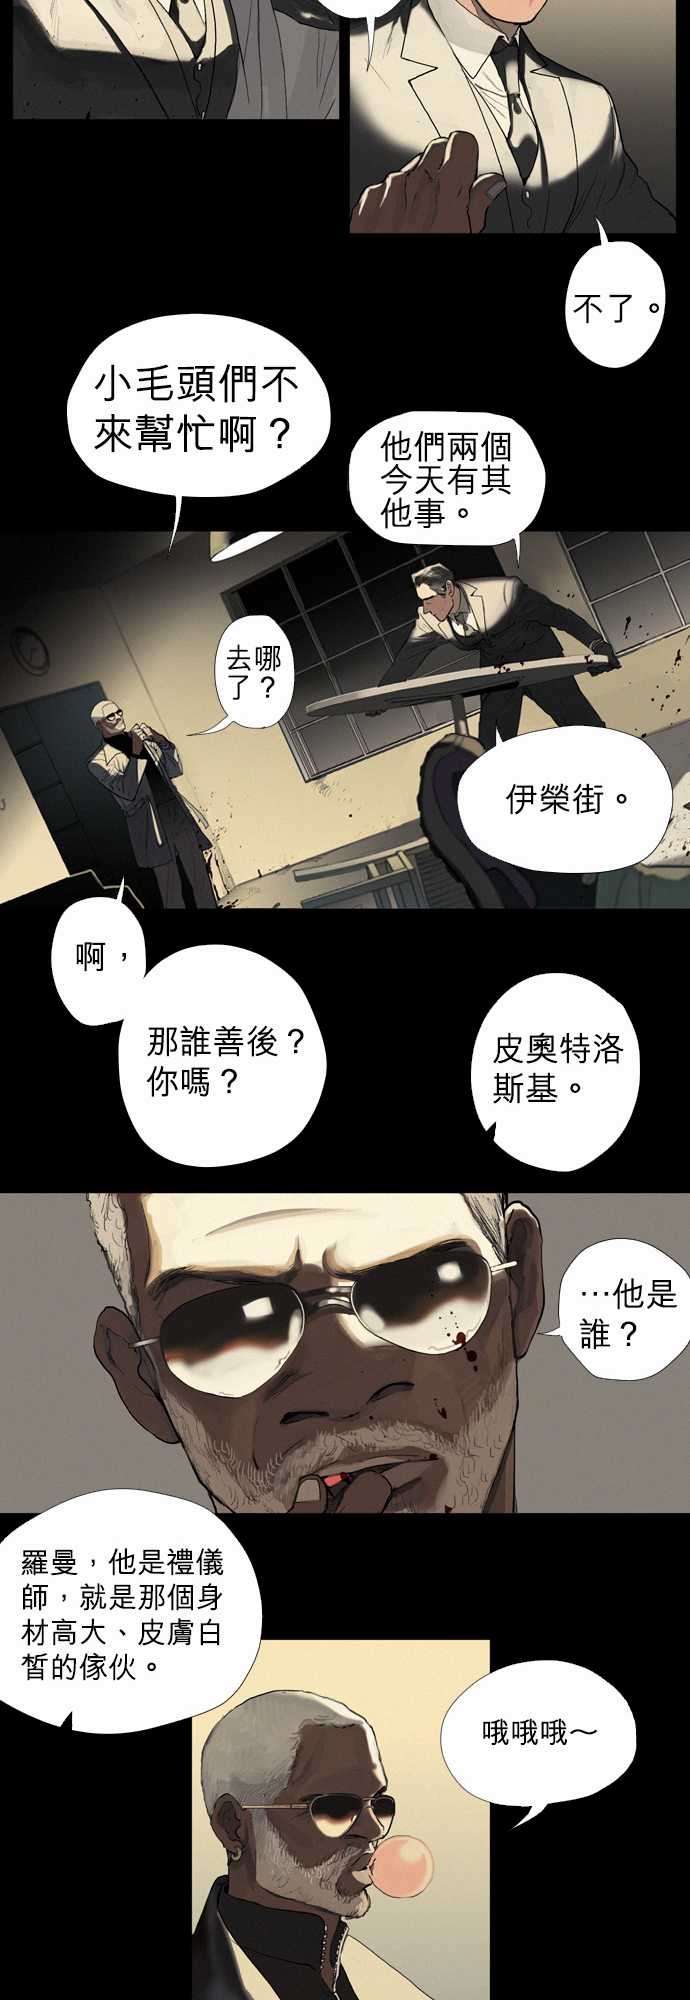 不了。
小毛頭們不
來幫忙啊？
他們兩個
今天有其
他事。
去哪
了？
伊榮街。
啊，
那誰善後？
你嗎？
皮奧特洛
斯基。
…他是
誰？
羅曼，他是禮儀
師，就是那個身
材高大、皮膚白
皙的傢伙。
哦哦哦～